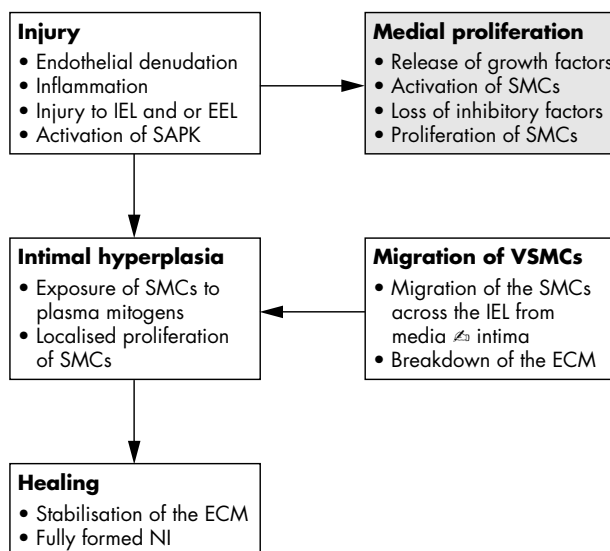 Injury
• Endothelial denudation
• Inflammation
• Injury to IEL and or EEL
• Activation of SAPK
Medial proliferation
• Release of growth factors
• Activation of SMCs
• Loss of inhibitory factors
• Proliferation of SMCs
Intimal hyperplasia
• Exposure of SMCs to
plasma mitogens
• Localised proliferation
of SMCs
Migration of VSMCs
• Migration of the SMCs
across the IEL from
media ✍ intima
• Breakdown of the ECM
Healing
• Stabilisation of the ECM
• Fully formed NI